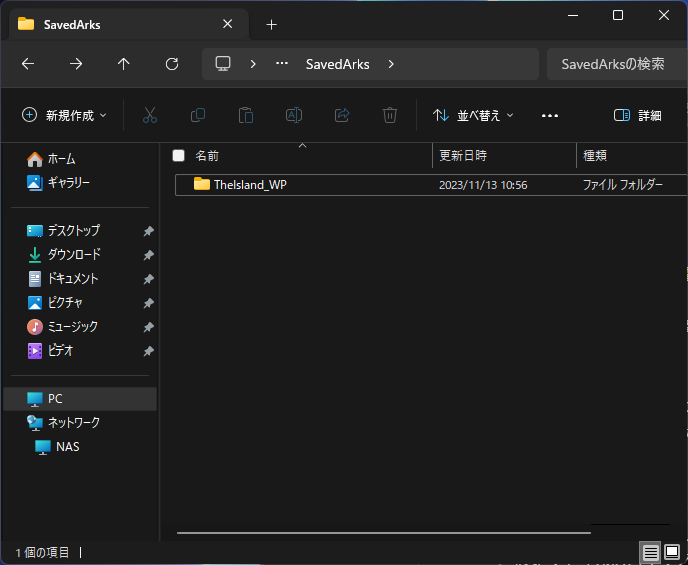 SavedArks
SavedArks
SavedArksの検索
新規作成
並べ替え
詳細
ホーム
ギャラリー
デスクトップ
ダウンロード
ドキュメント
ピクチャ
ミュージック
ビデオ
PC
ネットワーク
NAS
名前 更新日時 種類
TheIsland_WP 2023/11/13 10:56 ファイル フォルダー
1 個の項目